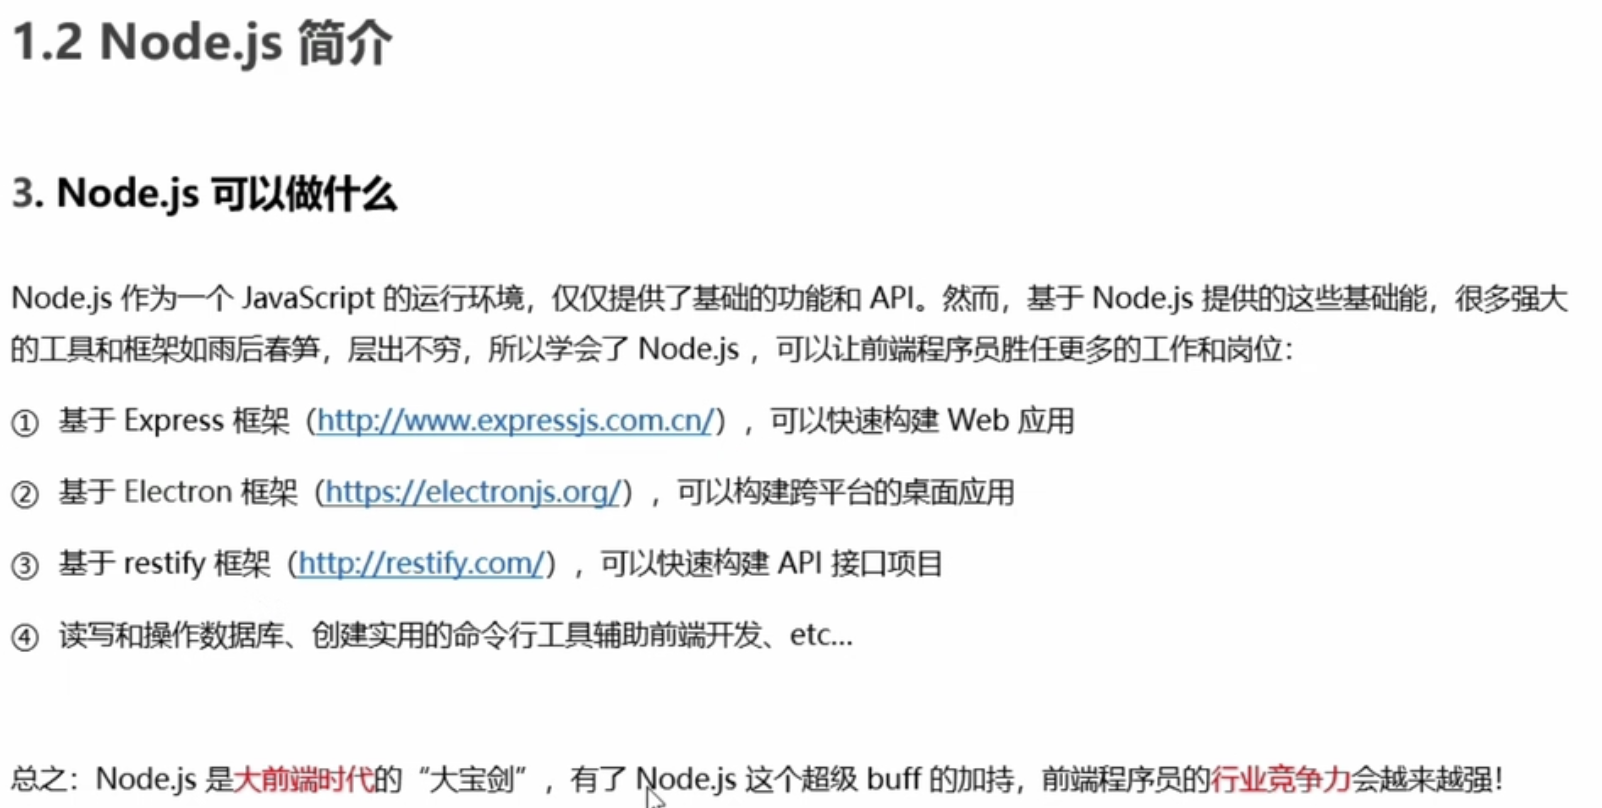 1.2 Node.js 简介
3. Node.js 可以做什么
Node.js 作为一个 JavaScript 的运行环境，仅仅提供了基础的功能和 API。然而，基于 Node.js 提供的这些基础能，很多强大
的工具和框架如雨后春笋，层出不穷，所以学会了 Node.js ，可以让前端程序员胜任更多的工作和岗位：
① 基于 Express 框架（http://www.expressjs.com.cn/），可以快速构建 Web 应用
② 基于 Electron 框架（https://electronjs.org/），可以构建跨平台的桌面应用
③ 基于 restify 框架（http://restify.com/），可以快速构建 API 接口项目
④ 读写和操作数据库、创建实用的命令行工具辅助前端开发、etc…
总之：Node.js 是大前端时代的“大宝剑”，有了 Node.js 这个超级 buff 的加持，前端程序员的行业竞争力会越来越强！